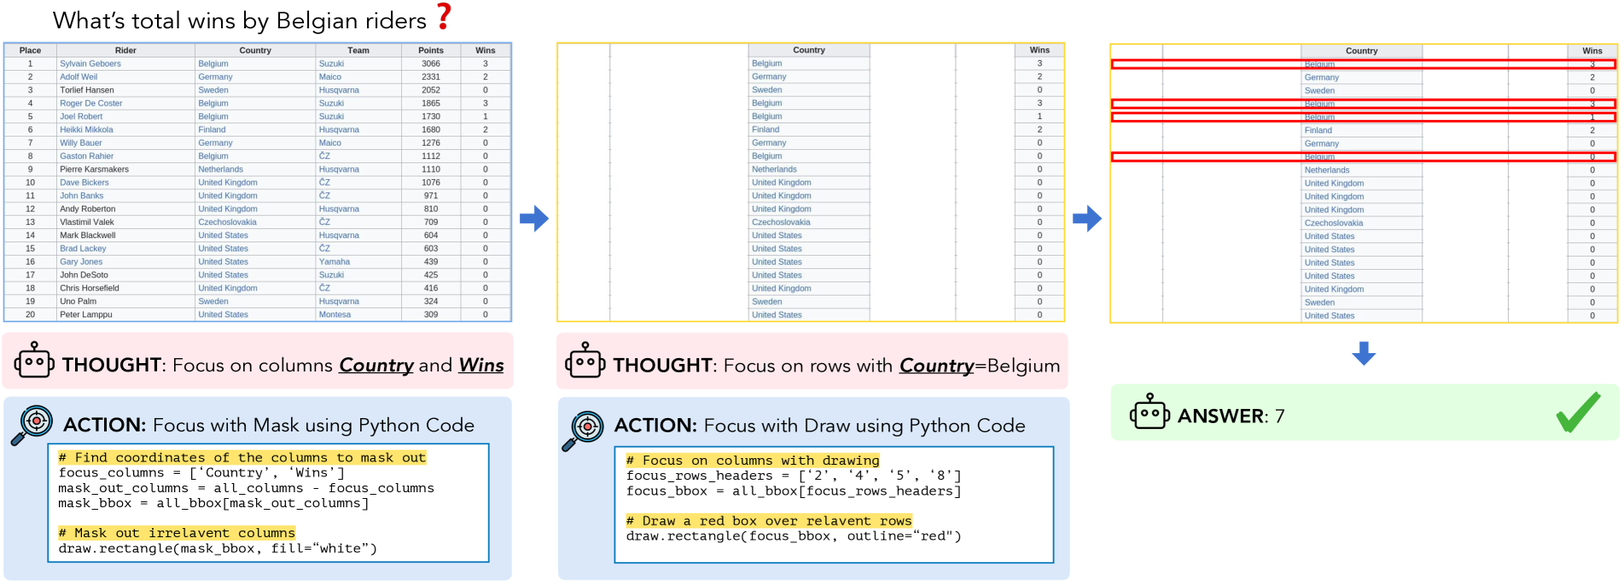 What's total wins by Belgian riders ?
Place Rider Country Team Points Wins
1 Sylvain Geboers Belgium Suzuki 3066 3
2 Adolf Weil Germany Maico 2331 2
3 Torlief Hansen Sweden Husqvarna 2052 0
4 Roger De Coster Belgium Suzuki 1865 3
5 Joel Robert Belgium Suzuki 1730 1
6 Heikki Mikkola Finland Husqvarna 1680 2
7 Willy Bauer Germany Maico 1276 0
8 Gaston Rahier Belgium ČZ 1112 0
9 Pierre Karsmakers Netherlands Husqvarna 1110 0
10 Dave Bickers United Kingdom ČZ 1076 0
11 John Banks United Kingdom ČZ 971 0
12 Andy Roberton United Kingdom Husqvarna 810 0
13 Vlastimil Valek Czechoslovakia ČZ 709 0
14 Mark Blackwell United States Husqvarna 604 0
15 Brad Lackey United States ČZ 603 0
16 Gary Jones United States Yamaha 439 0
17 John DeSoto United States Suzuki 425 0
18 Chris Horsefield United Kingdom ČZ 416 0
19 Uno Palm Sweden Husqvarna 324 0
20 Peter Lamppu United States Montesa 309 0
Country Wins
Belgium 3
Germany 2
Sweden 0
Belgium 3
Belgium 1
Finland 2
Germany 0
Belgium 0
Netherlands 0
United Kingdom 0
United Kingdom 0
United Kingdom 0
Czechoslovakia 0
United States 0
United States 0
United States 0
United States 0
United Kingdom 0
Sweden 0
United States 0
Country Wins
Belgium 3
Germany 2
Sweden 0
Belgium 3
Belgium 1
Finland 2
Germany 0
Belgium 0
Netherlands 0
United Kingdom 0
United Kingdom 0
United Kingdom 0
Czechoslovakia 0
United States 0
United States 0
United States 0
United States 0
United Kingdom 0
Sweden 0
United States 0
THOUGHT: Focus on columns Country and Wins
ACTION: Focus with Mask using Python Code
# Find coordinates of the columns to mask out
focus_columns = [‘Country’, ‘Wins’]
mask_out_columns = all_columns - focus_columns
mask_bbox = all_bbox[mask_out_columns]
# Mask out irrelavent columns
draw.rectangle(mask_bbox, fill=“white”)
THOUGHT: Focus on rows with Country=Belgium
ACTION: Focus with Draw using Python Code
# Focus on columns with drawing
focus_rows_headers = [‘2’, ‘4’, ‘5’, ‘8’]
focus_bbox = all_bbox[focus_rows_headers]
# Draw a red box over relavent rows
draw.rectangle(focus_bbox, outline=“red")
ANSWER: 7